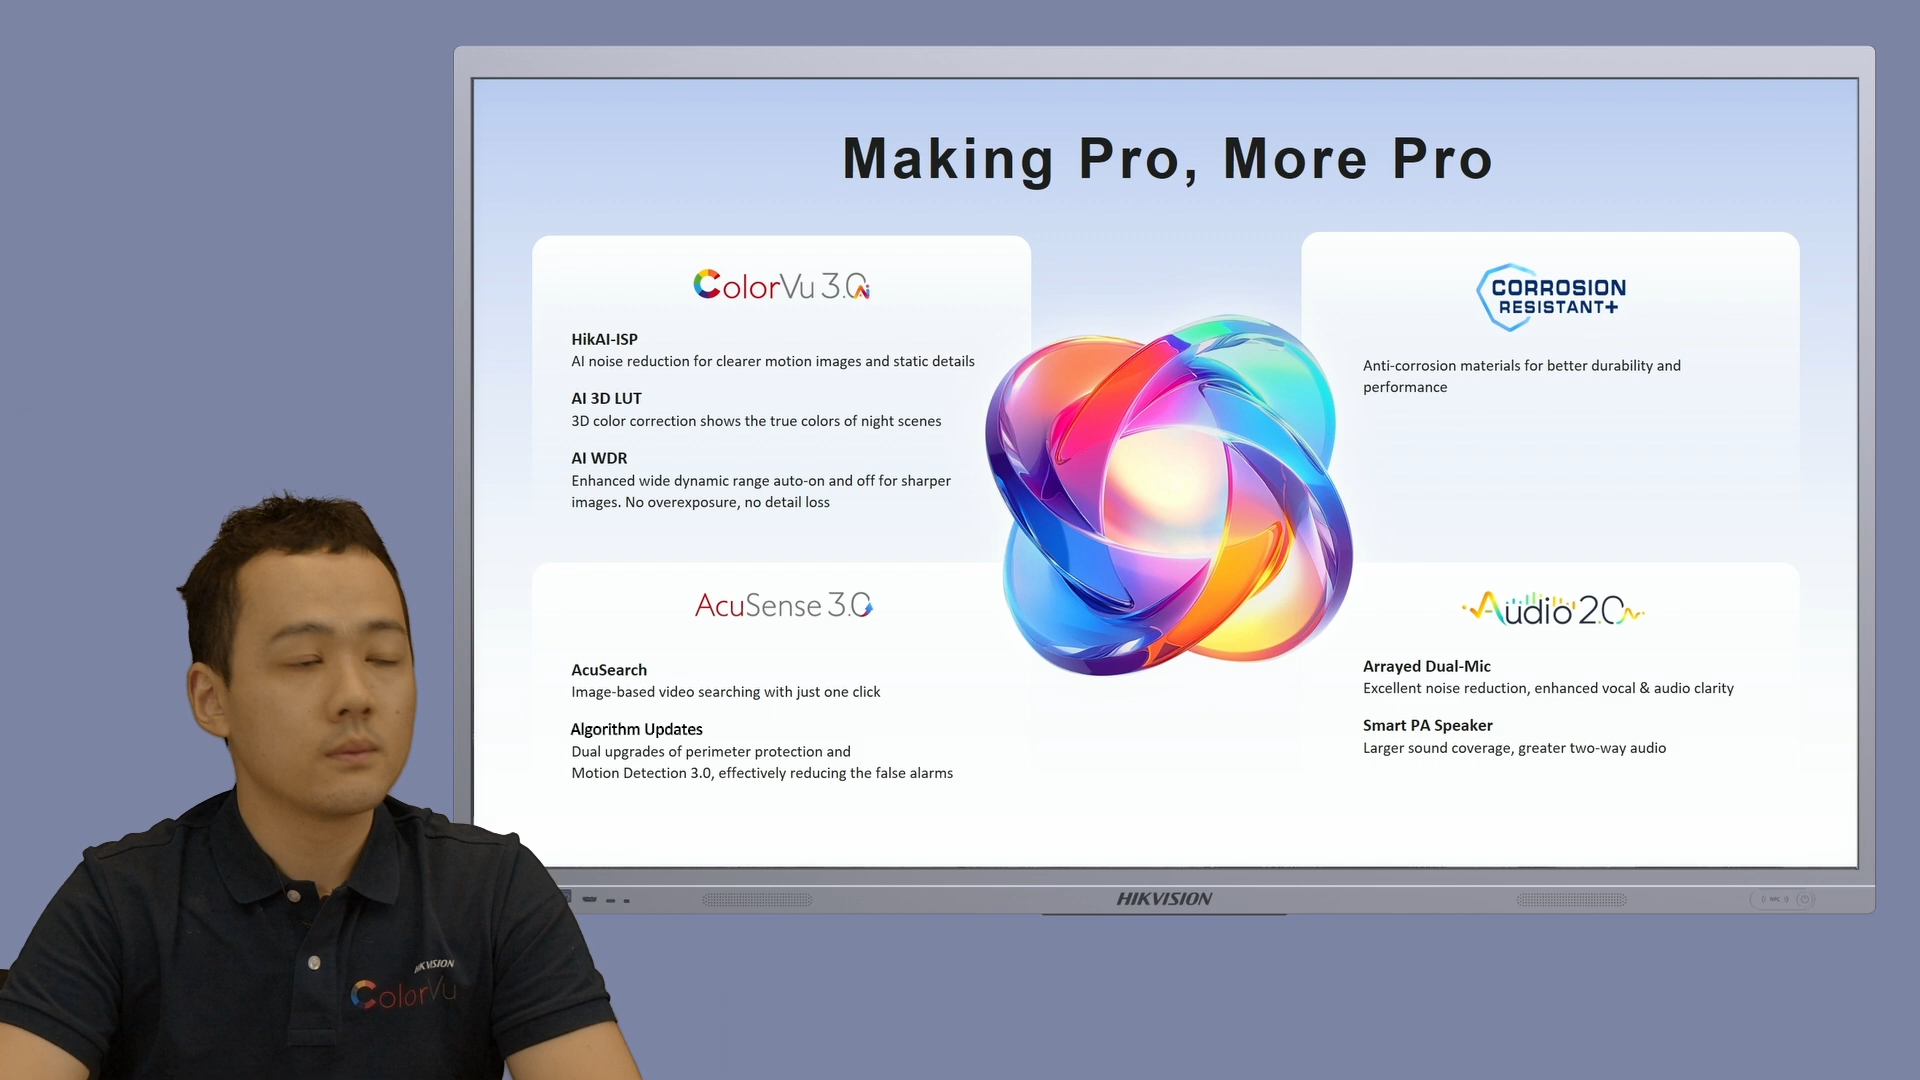 Making Pro, More Pro
ColorVu 3.0 Ai
HikAI-ISP
AI noise reduction for clearer motion images and static details
AI 3D LUT
3D color correction shows the true colors of night scenes
AI WDR
Enhanced wide dynamic range auto-on and off for sharper
images. No overexposure, no detail loss
CORROSION
RESISTANT+
Anti-corrosion materials for better durability and
performance
AcuSense 3.0
AcuSearch
Image-based video searching with just one click
Algorithm Updates
Dual upgrades of perimeter protection and
Motion Detection 3.0, effectively reducing the false alarms
Audio 2.0
Arrayed Dual-Mic
Excellent noise reduction, enhanced vocal & audio clarity
Smart PA Speaker
Larger sound coverage, greater two-way audio
HIKVISION
HIKVISION
ColorVu